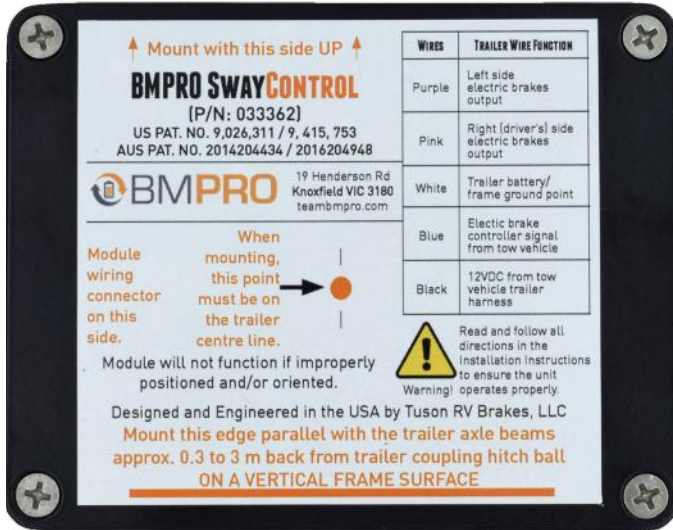 Mount with this side UP
BMPRO SWAYCONTROL
(P/N: 033362)
US PAT. NO. 9,026,311 / 9, 415, 753
AUS PAT. NO. 2014204434 / 2016204948
BMPRO
19 Henderson Rd
Knoxfield VIC 3180
teambmpro.com
Module
wiring
connector
on this
side.
When
mounting,
this point
must be on
the trailer
centre line.
Module will not function if improperly
positioned and/or oriented.
WIRES TRAILER WIRE FUNCTION
Purple
Left side
electric brakes
output
Pink
Right (driver's) side
electric brakes
output
White
Trailer battery/
frame ground point
Blue
Electic brake
controller signal
from tow vehicle
Black
12VDC from tow
vehicle trailer
harness
Warning!
Read and follow all
directions in the
Installation Instructions
to ensure the unit
operates properly.
Designed and Engineered in the USA by Tuson RV Brakes, LLC
Mount this edge parallel with the trailer axle beams
approx. 0.3 to 3 m back from trailer coupling hitch ball
ON A VERTICAL FRAME SURFACE